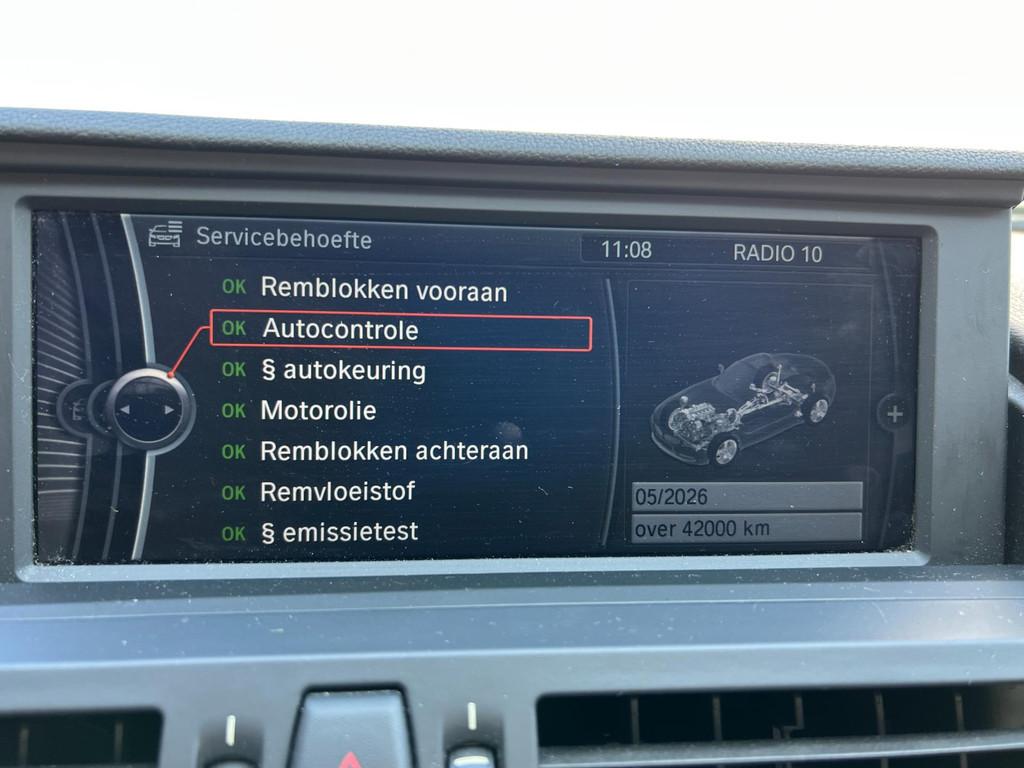 Servicebehoefte
11:08
RADIO 10
OK Remblokken vooraan
OK Autocontrole
OK § autokeuring
OK Motorolie
OK Remblokken achteraan
OK Remvloeistof
OK § emissietest
05/2026
over 42000 km